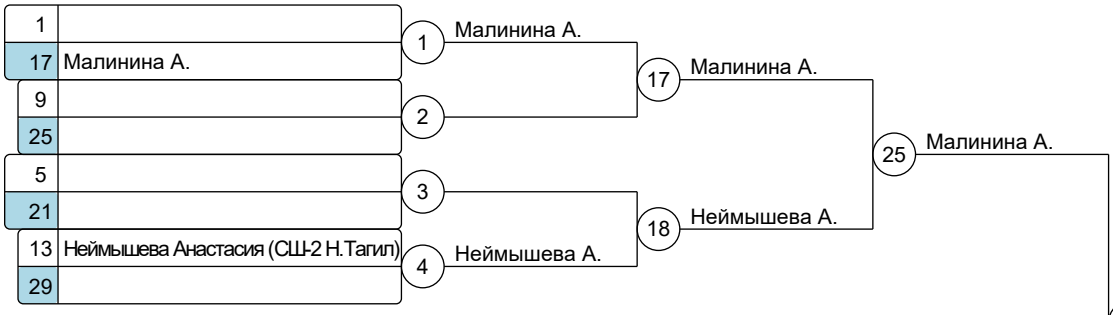 1
17 Малинина А.
9
25
5
21
13 Неймышева Анастасия (СШ-2 Н.Тагил)
29
1
2
3
4
Малинина А.
Неймышева А.
17
18
Малинина А.
Неймышева А.
25
Малинина А.